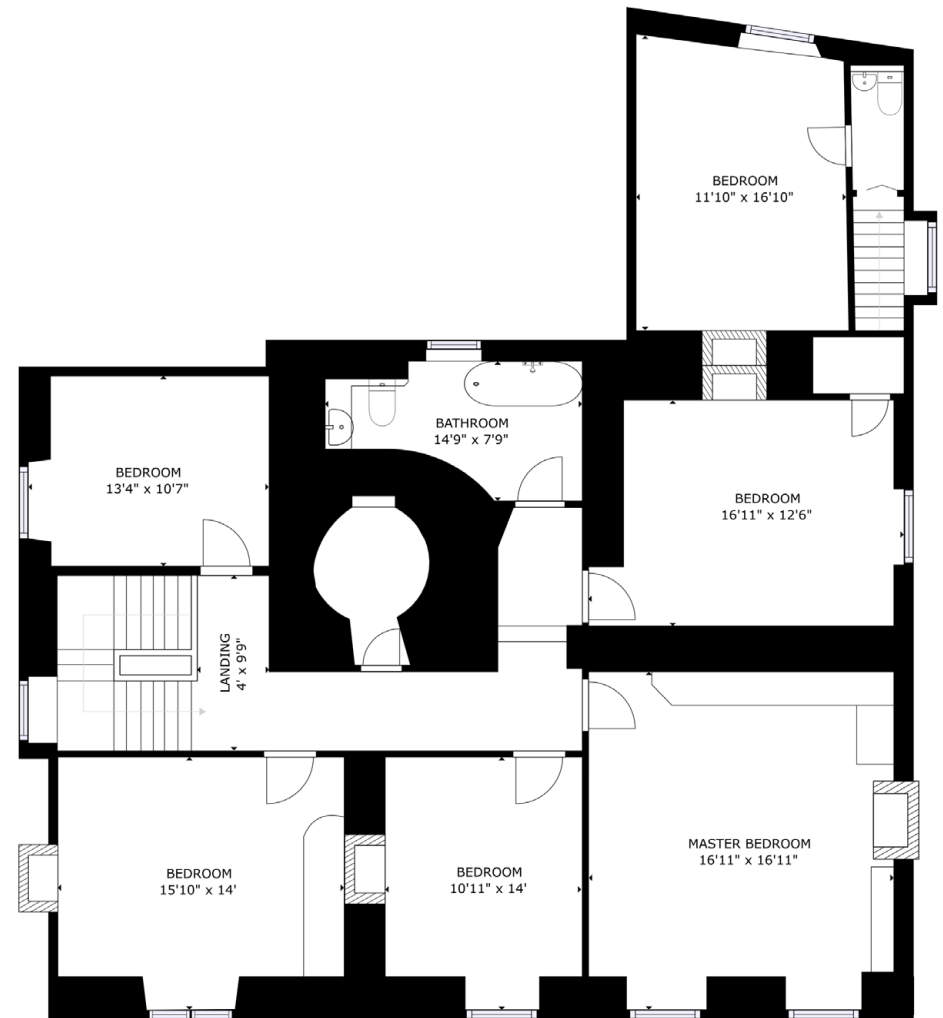 BEDROOM
11'10" x 16'10"
BATHROOM
14'9" x 7'9"
BEDROOM
13'4" x 10'7"
BEDROOM
16'11" x 12'6"
LANDING
4' x 9'9"
MASTER BEDROOM
16'11" x 16'11"
BEDROOM
15'10" x 14'
BEDROOM
10'11" x 14'